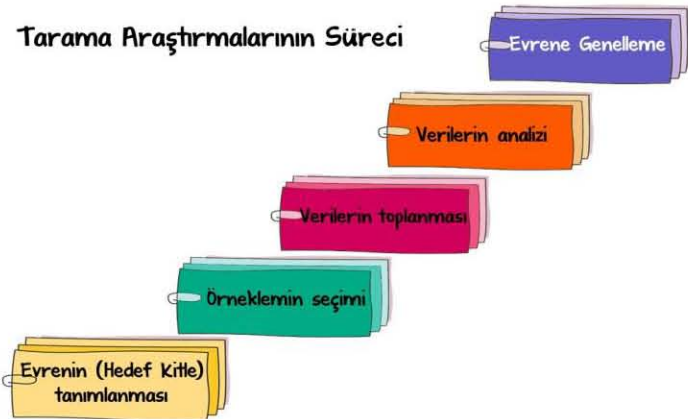 Tarama Araştırmalarının Süreci
Evrene Genelleme
Verilerin analizi
Verilerin toplanması
Örneklemin seçimi
Evrenin (Hedef Kitle)
tanımlanması